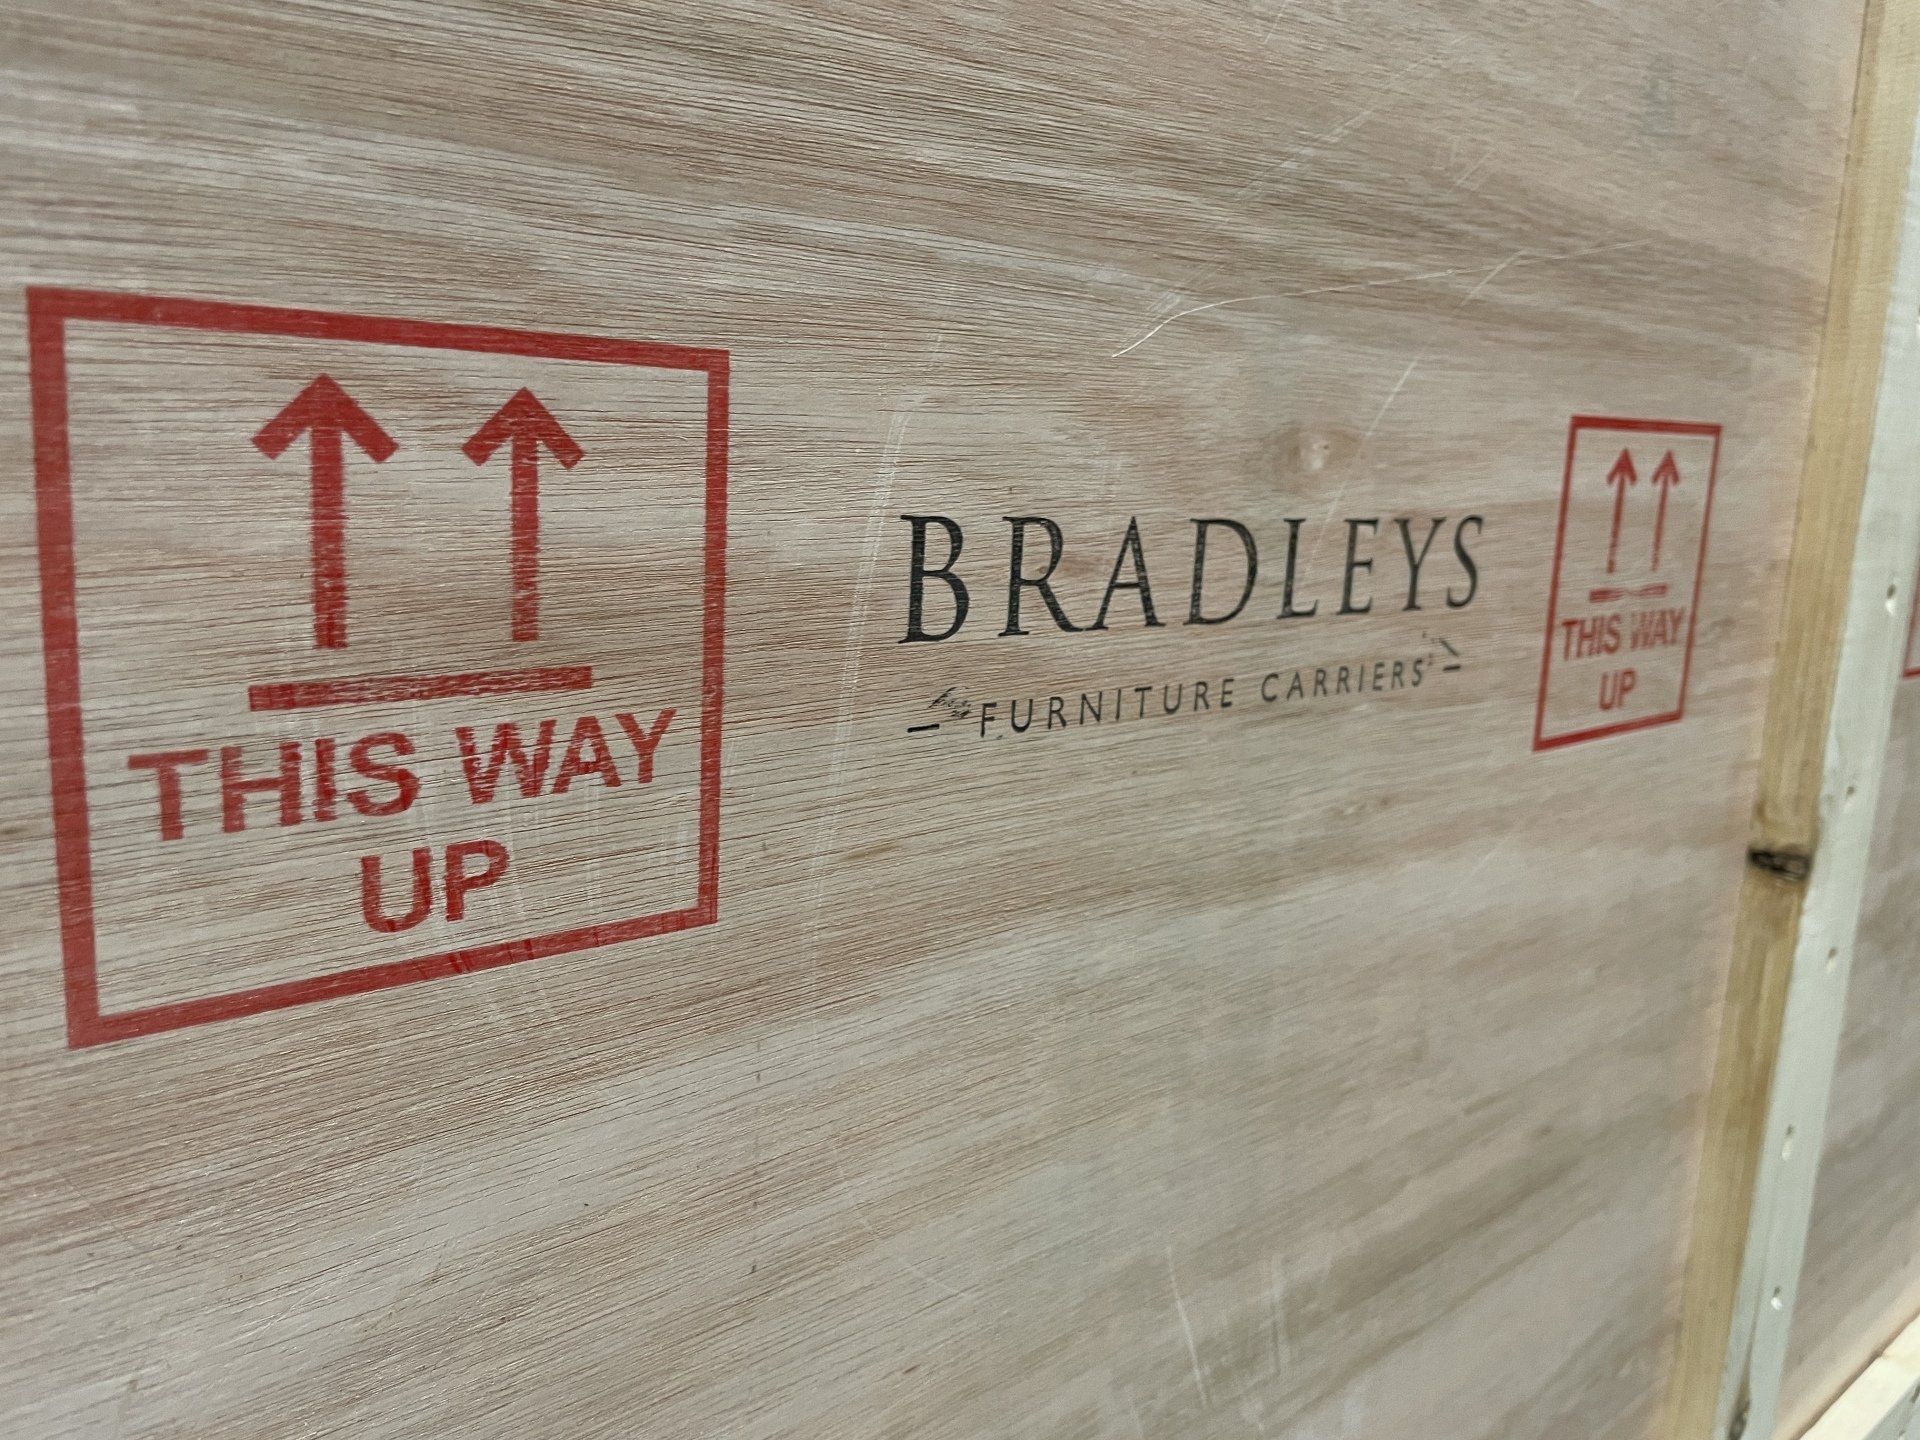 THIS WAY
UP
BRADLEYS
FURNITURE CARRIERS
THIS WAY
UP